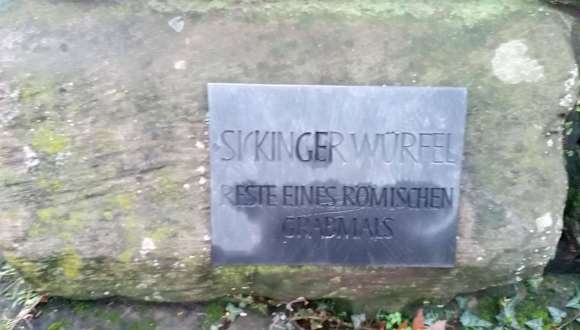 SICKINGER WÜRFEL
RESTE EINES RÖMISCHEN
GRABMALS